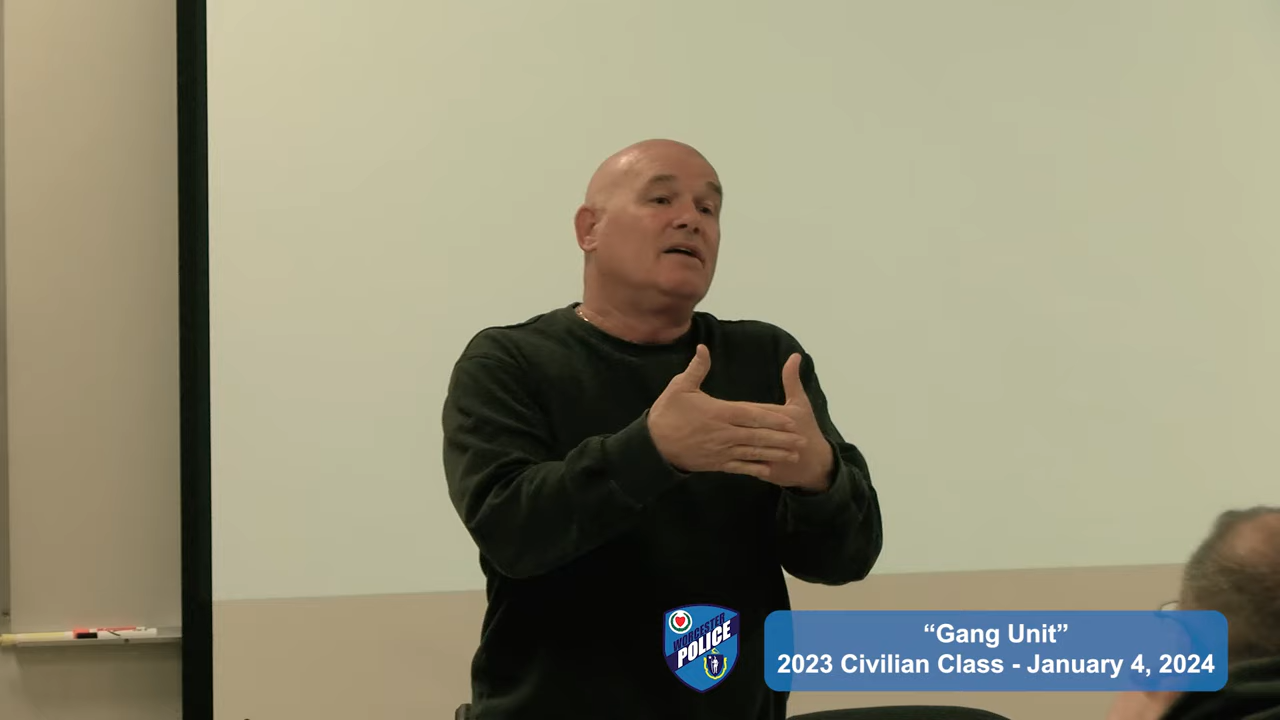 WORCESTER
POLICE
“Gang Unit”
2023 Civilian Class - January 4, 2024